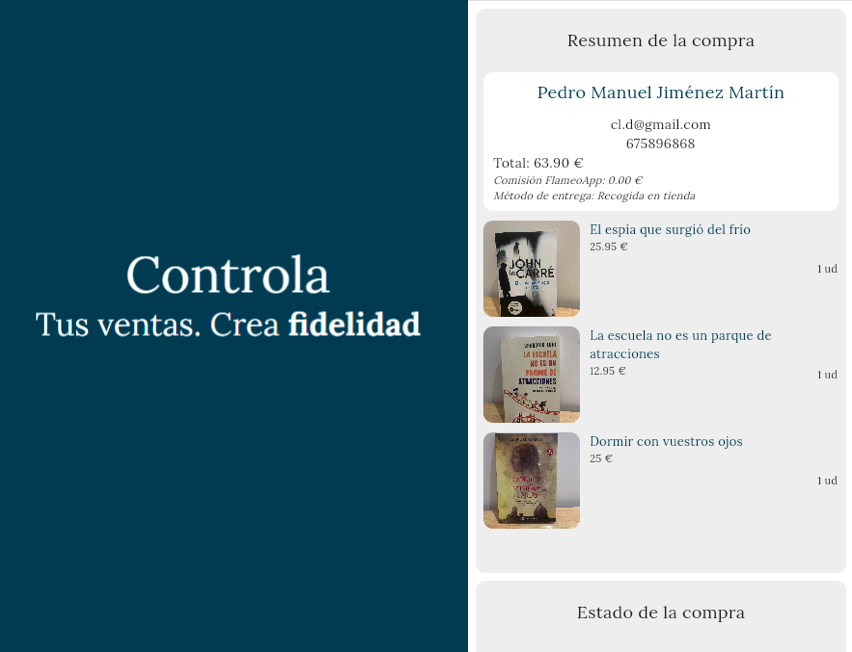 Controla
Tus ventas. Crea fidelidad
Resumen de la compra
Pedro Manuel Jiménez Martín
cl.d@gmail.com
675896868
Total: 63.90 €
Comisión FlameoApp: 0.00 €
Método de entrega: Recogida en tienda
El espía que surgió del frío
25.95 €
1 ud
JOHN
le CARRÉ
La escuela no es un parque de
atracciones
12.95 €
1 ud
LA ESCUELA
NO ES UN
PARQUE DE
ATRACCIONES
Dormir con vuestros ojos
25 €
1 ud
Estado de la compra